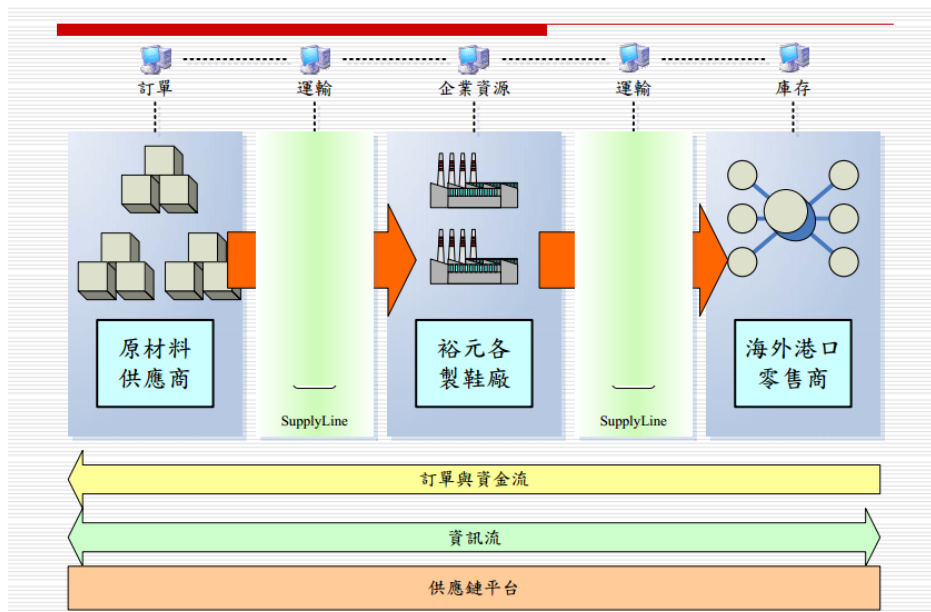 訂單
運輸
企業資源
運輸
庫存
原材料
供應商
SupplyLine
裕元各
製鞋廠
SupplyLine
海外港口
零售商
訂單與資金流
資訊流
供應鏈平台